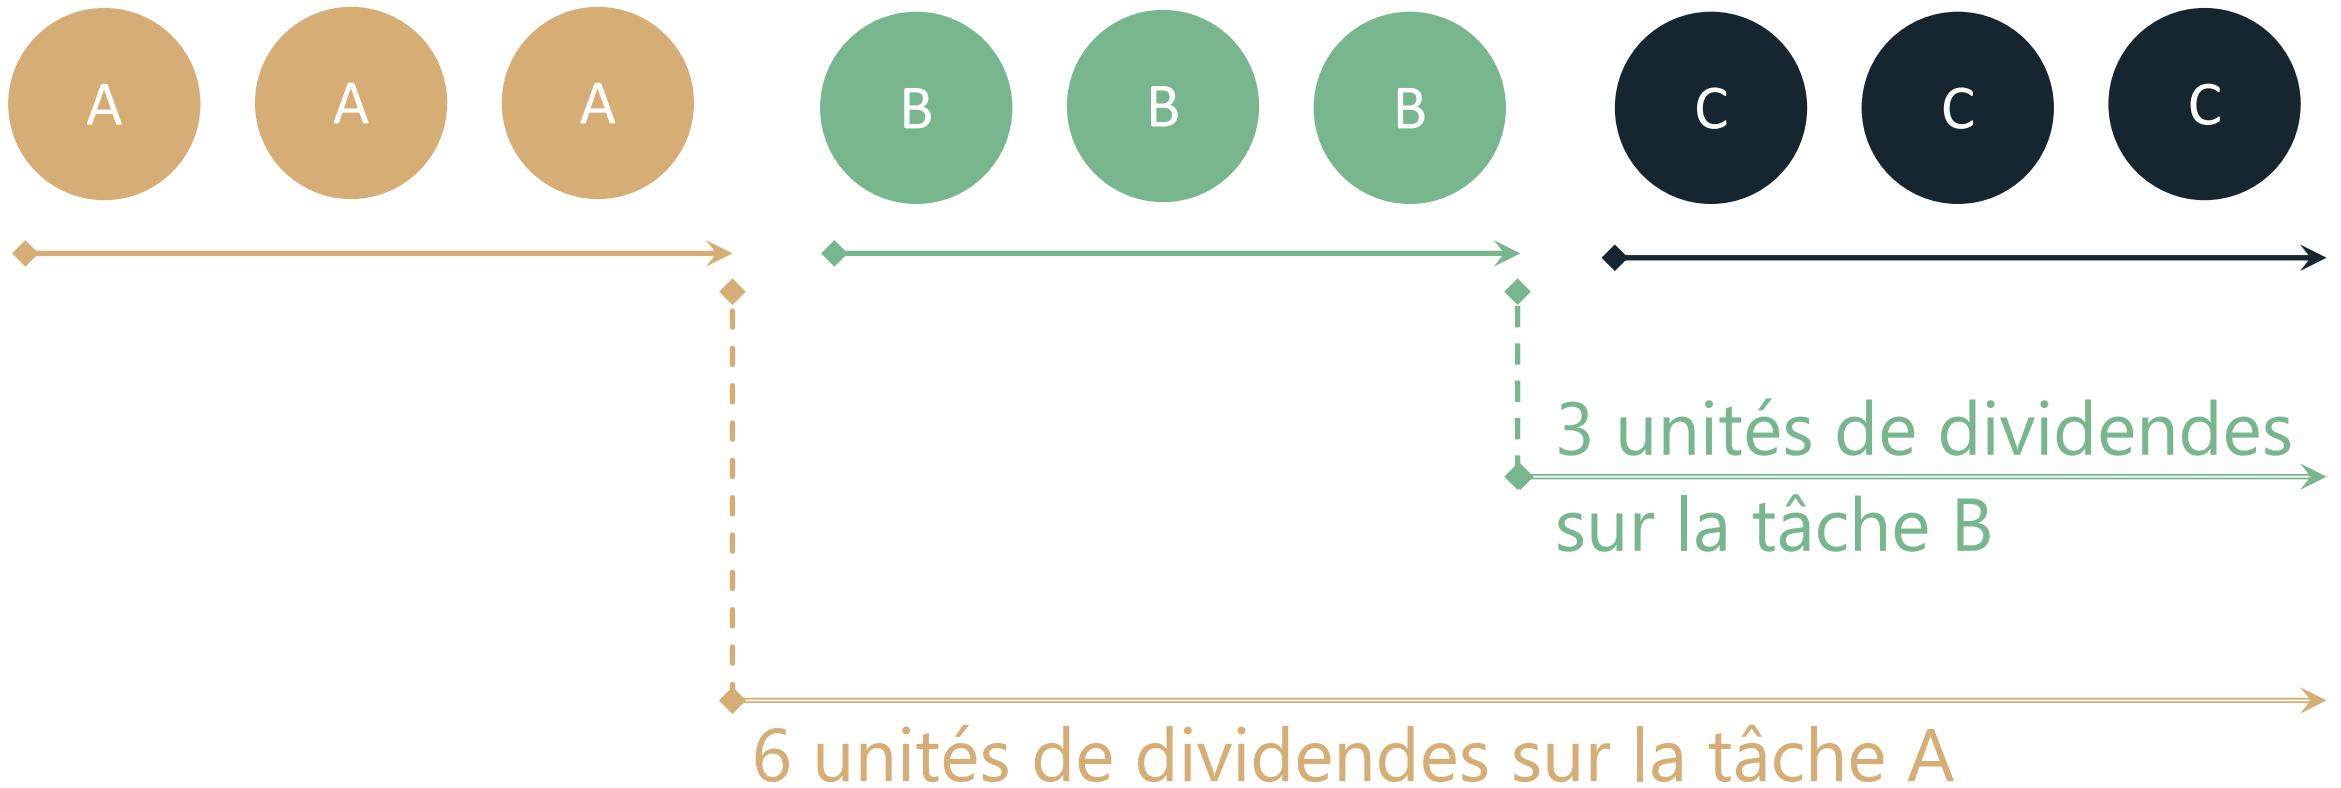 A A A B B B C C C
3 unités de dividendes
sur la tâche B
6 unités de dividendes sur la tâche A